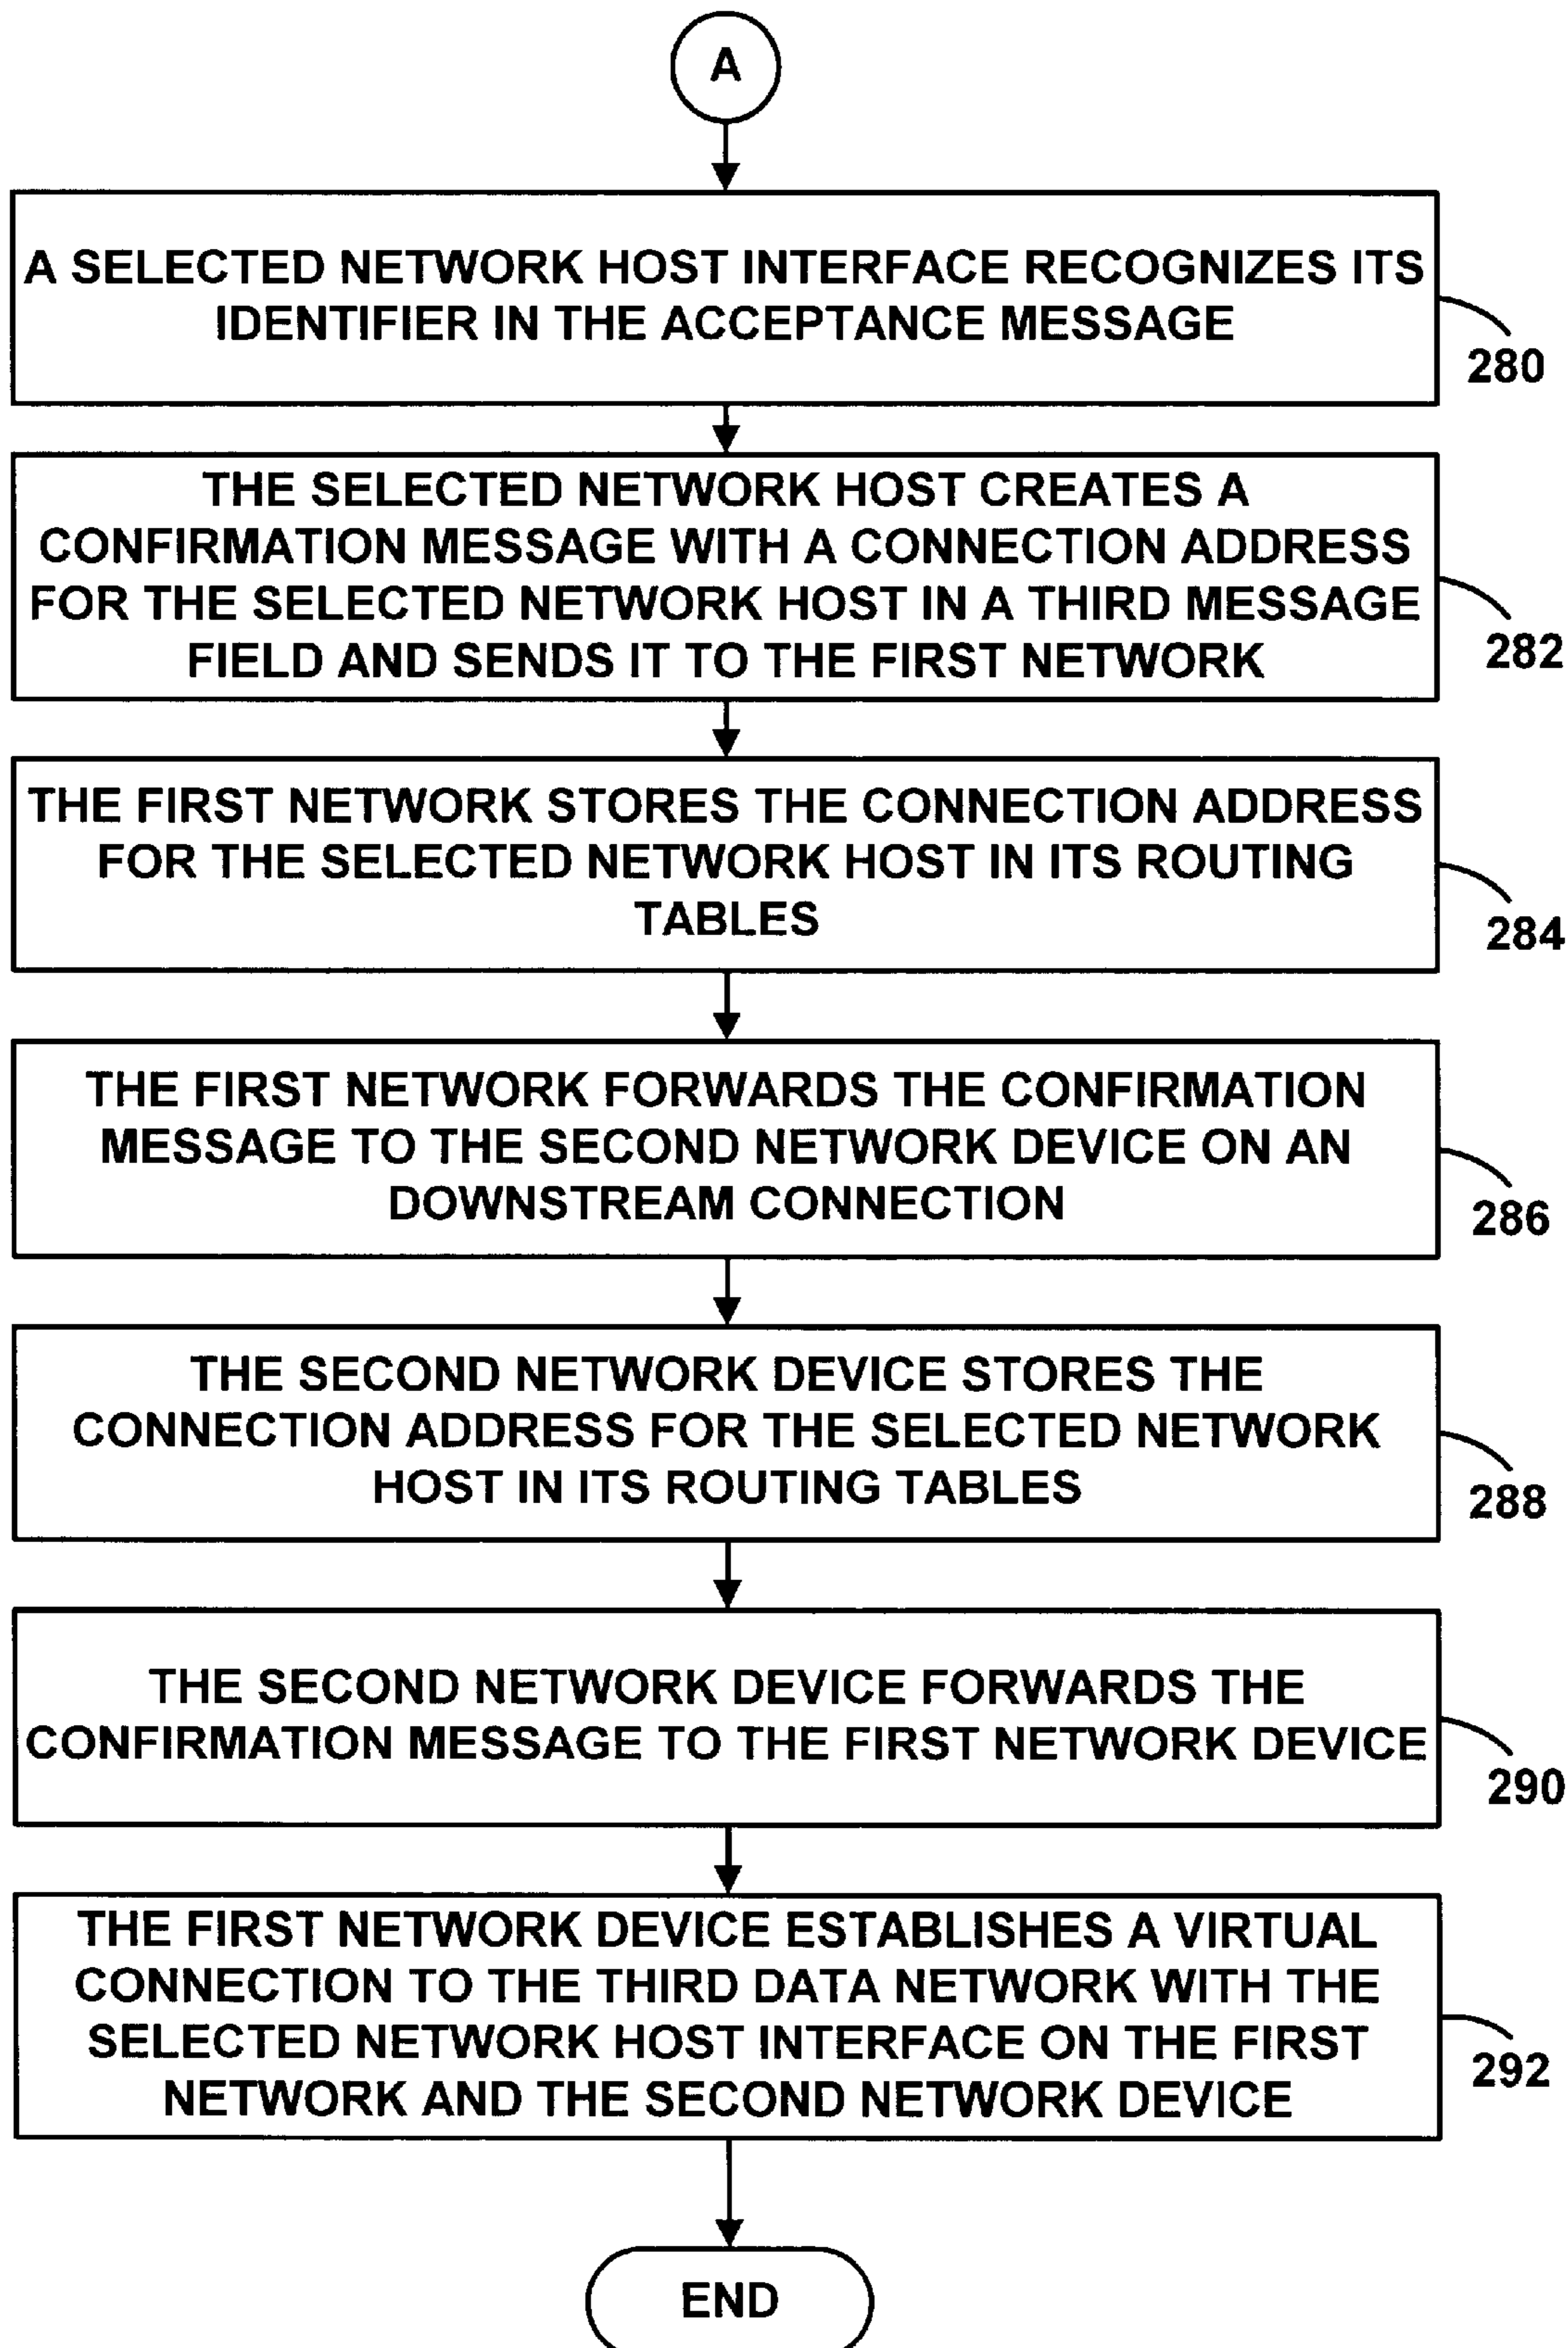 A
A SELECTED NETWORK HOST INTERFACE RECOGNIZES ITS
IDENTIFIER IN THE ACCEPTANCE MESSAGE
280
THE SELECTED NETWORK HOST CREATES A
CONFIRMATION MESSAGE WITH A CONNECTION ADDRESS
FOR THE SELECTED NETWORK HOST IN A THIRD MESSAGE
FIELD AND SENDS IT TO THE FIRST NETWORK
282
THE FIRST NETWORK STORES THE CONNECTION ADDRESS
FOR THE SELECTED NETWORK HOST IN ITS ROUTING
TABLES
284
THE FIRST NETWORK FORWARDS THE CONFIRMATION
MESSAGE TO THE SECOND NETWORK DEVICE ON AN
DOWNSTREAM CONNECTION
286
THE SECOND NETWORK DEVICE STORES THE
CONNECTION ADDRESS FOR THE SELECTED NETWORK
HOST IN ITS ROUTING TABLES
288
THE SECOND NETWORK DEVICE FORWARDS THE
CONFIRMATION MESSAGE TO THE FIRST NETWORK DEVICE
290
THE FIRST NETWORK DEVICE ESTABLISHES A VIRTUAL
CONNECTION TO THE THIRD DATA NETWORK WITH THE
SELECTED NETWORK HOST INTERFACE ON THE FIRST
NETWORK AND THE SECOND NETWORK DEVICE
292
END